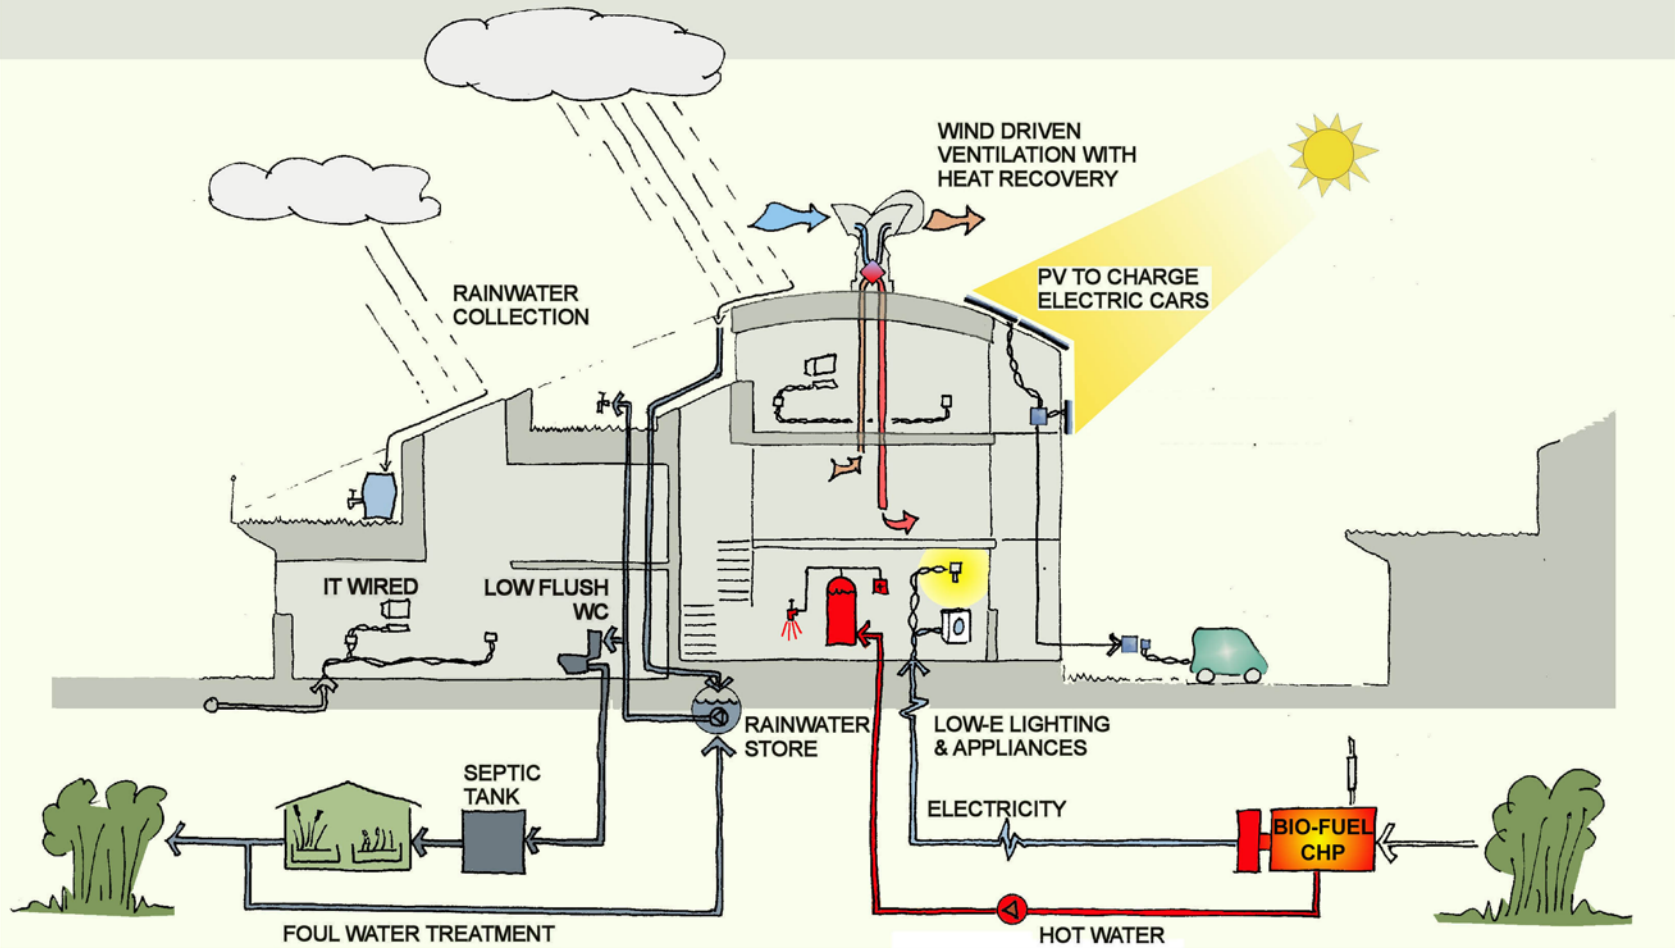 WIND DRIVEN
VENTILATION WITH
HEAT RECOVERY
PV TO CHARGE
ELECTRIC CARS
RAINWATER
COLLECTION
IT WIRED
LOW FLUSH
WC
RAINWATER
STORE
LOW-E LIGHTING
& APPLIANCES
SEPTIC
TANK
ELECTRICITY
BIO-FUEL
CHP
FOUL WATER TREATMENT
HOT WATER